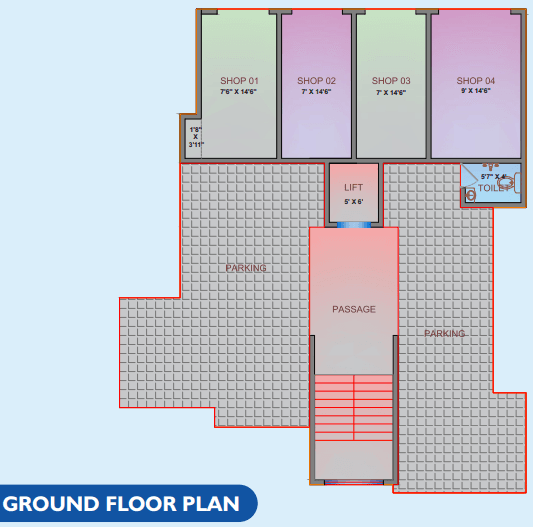 SHOP 01
7'6" X 14'6"
SHOP 02
7' X 14'6"
SHOP 03
7' X 14'6"
SHOP 04
9' X 14'6"
1'8"
X
3'11"
LIFT
5' X 6'
5'7" X 4'
TOILET
PARKING
PASSAGE
PARKING
GROUND FLOOR PLAN